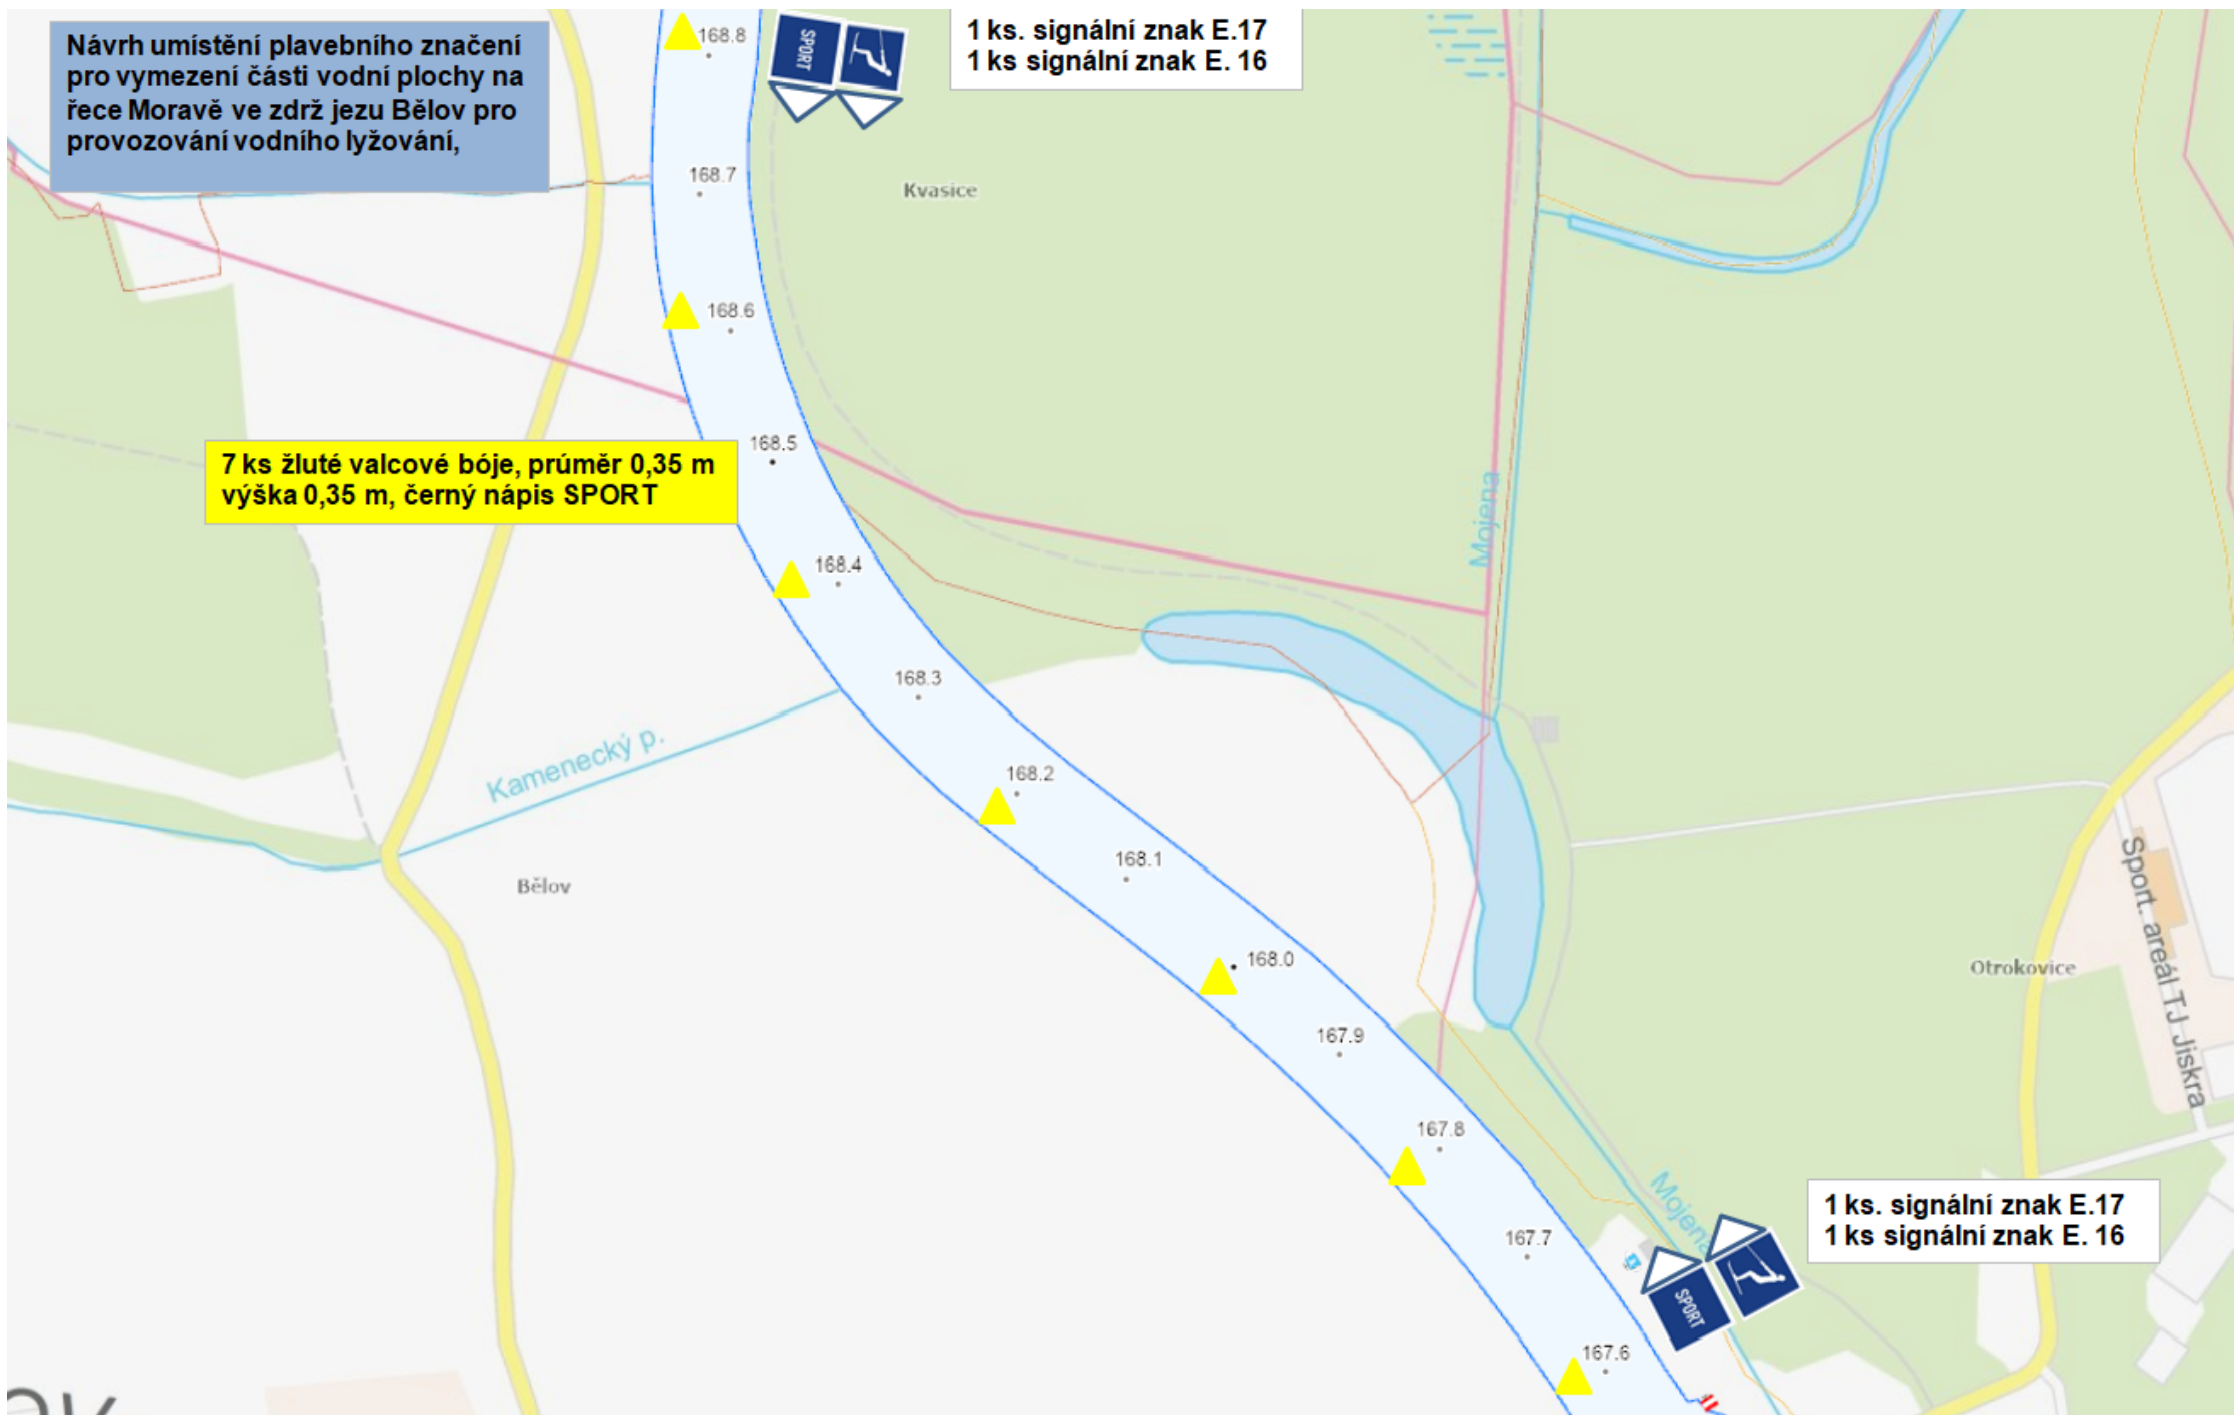 Návrh umístění plavebního značení
pro vymezení části vodní plochy na
řece Moravě ve zdrž jezu Bělov pro
provozování vodního lyžování,
168.8
SPORT
1 ks. signální znak E.17
1 ks signální znak E. 16
168.7
Kvasice
168.6
168.5
7 ks žluté valcové bóje, prúměr 0,35 m
výška 0,35 m, černý nápis SPORT
Mojena
168.4
168.3
Kamenecký p.
168.2
168.1
Bělov
Sport. areál TJ Jiskra
168.0
Otrokovice
167.9
167.8
Mojena
1 ks. signální znak E.17
1 ks signální znak E. 16
167.7
SPORT
167.6